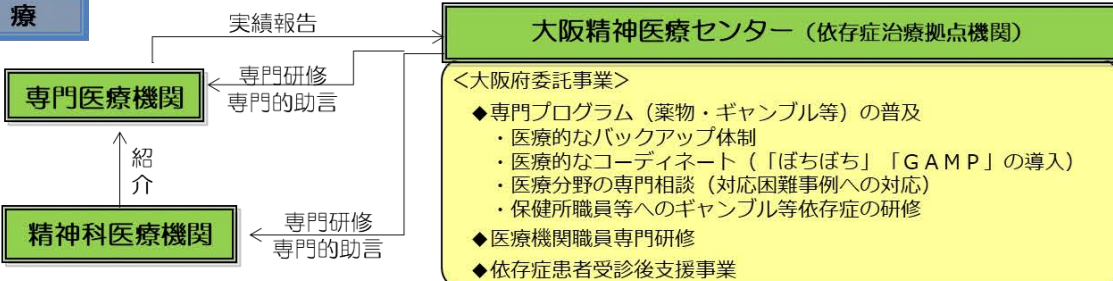 療
実績報告
大阪精神医療センター（依存症治療拠点機関）
専門研修
専門的助言
専門医療機関
紹
介
精神科医療機関
専門研修
専門的助言
＜大阪府委託事業＞
◆専門プログラム（薬物・ギャンブル等）の普及
・医療的なバックアップ体制
・医療的なコーディネート（「ぼちぼち」「ＧＡＭＰ」の導入）
・医療分野の専門相談（対応困難事例への対応）
・保健所職員等へのギャンブル等依存症の研修
◆医療機関職員専門研修
◆依存症患者受診後支援事業